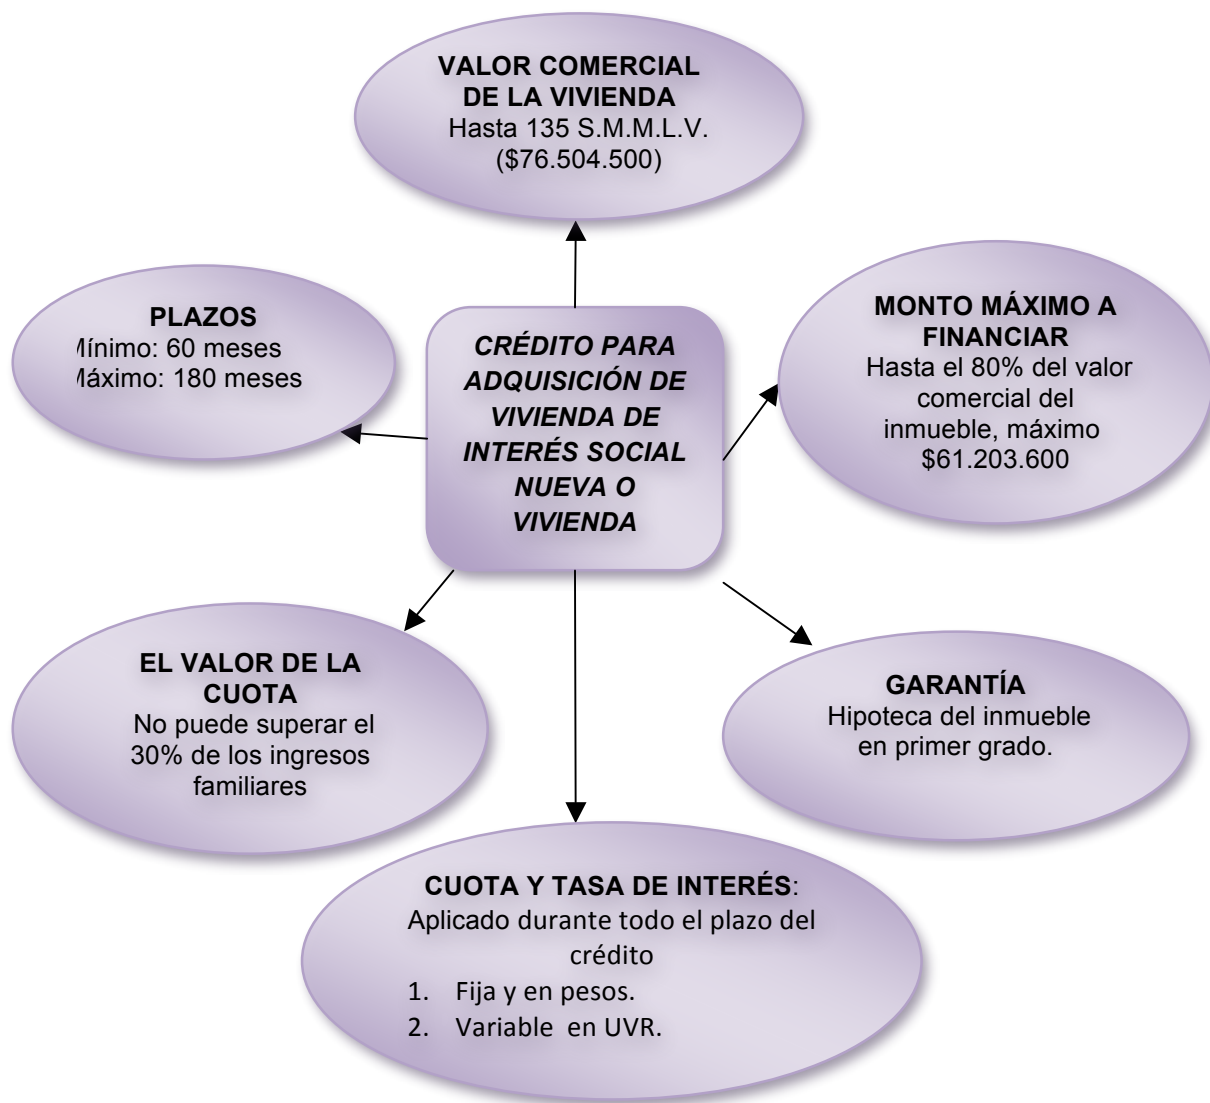 VALOR COMERCIAL
DE LA VIVIENDA
Hasta 135 S.M.M.L.V.
($76.504.500)
PLAZOS
Mínimo: 60 meses
Máximo: 180 meses
CRÉDITO PARA
ADQUISICIÓN DE
VIVIENDA DE
INTERÉS SOCIAL
NUEVA O
VIVIENDA
MONTO MÁXIMO A
FINANCIAR
Hasta el 80% del valor
comercial del
inmueble, máximo
$61.203.600
EL VALOR DE LA
CUOTA
No puede superar el
30% de los ingresos
familiares
GARANTÍA
Hipoteca del inmueble
en primer grado.
CUOTA Y TASA DE INTERÉS:
Aplicado durante todo el plazo del
crédito
1. Fija y en pesos.
2. Variable en UVR.